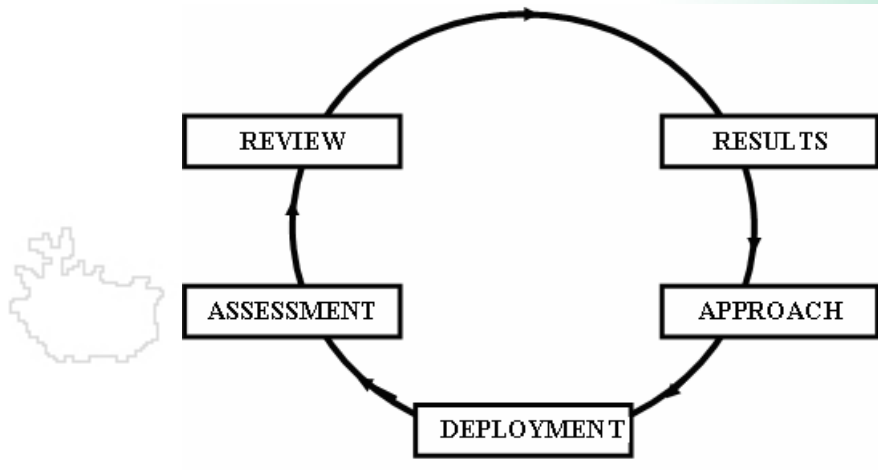 REVIEW
RESULTS
ASSESSMENT
APPROACH
DEPLOYMENT